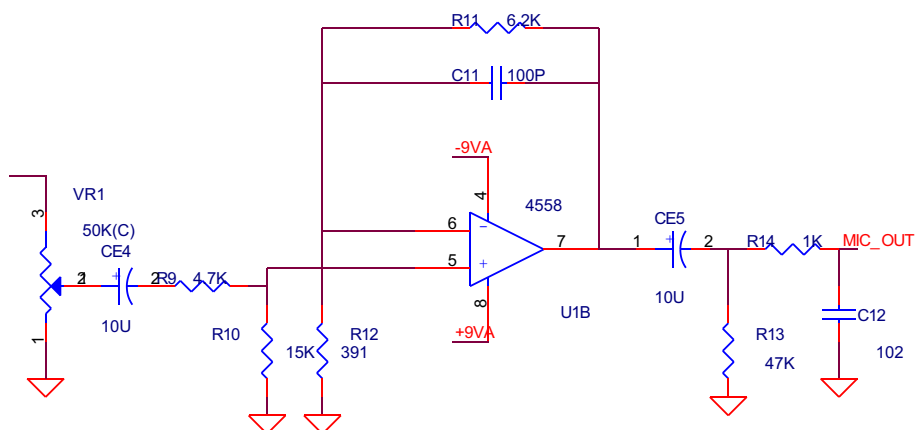 R11 6.2K
C11 100P
-9VA
VR1
4
4558
3
50K(C)
CE4
6
CE5
7
1
2
R14 1K
MIC_OUT
5
2
1
2
R9 4.7K
10U
8
U1B
10U
C12
1
R10
15K
R12
391
+9VA
R13
47K
102